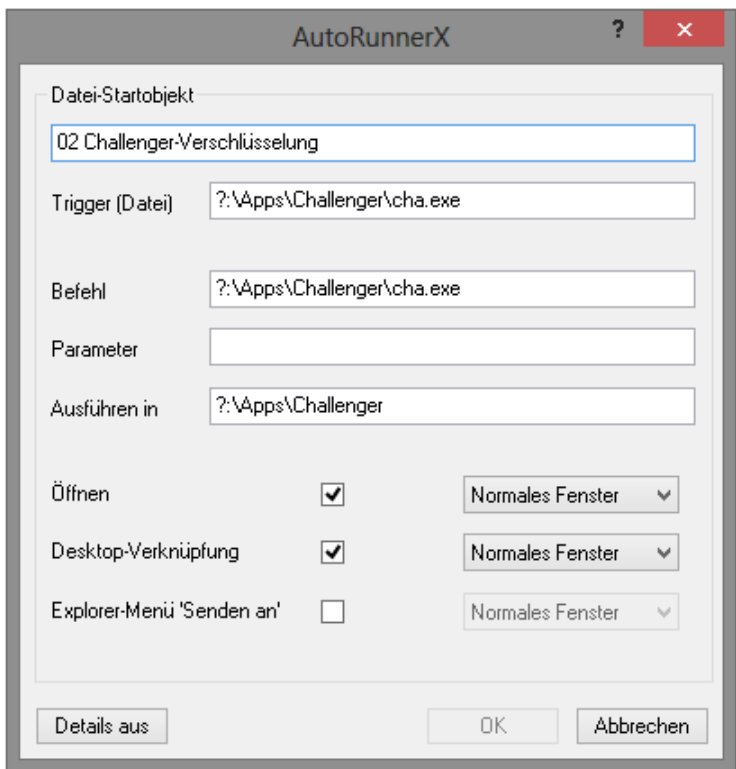 AutoRunnerX
?
Datei-Startobjekt
02 Challenger-Verschlüsselung
Trigger (Datei) ?:\Apps\Challenger\cha.exe
Befehl ?:\Apps\Challenger\cha.exe
Parameter
Ausführen in ?:\Apps\Challenger
Öffnen Normales Fenster
Desktop-Verknüpfung Normales Fenster
Explorer-Menü 'Senden an' Normales Fenster
Details aus OK Abbrechen